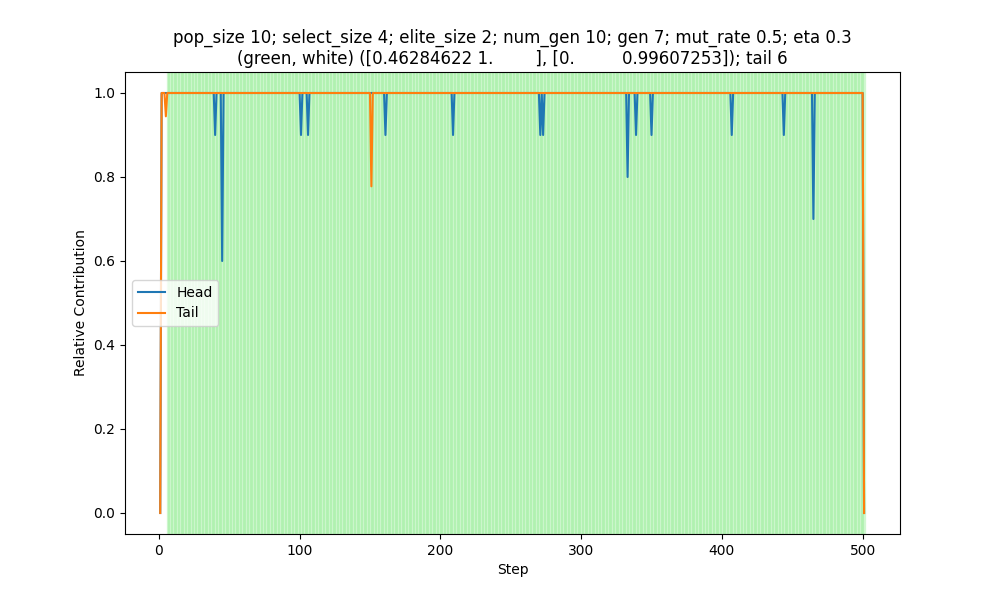 pop_size 10; select_size 4; elite_size 2; num_gen 10; gen 7; mut_rate 0.5; eta 0.3
(green, white) ([0.46284622 1.        ], [0.         0.99607253]); tail 6
Relative Contribution
1.0
0.8
0.6
0.4
0.2
0.0
Head
Tail
0 100 200 300 400 500
Step